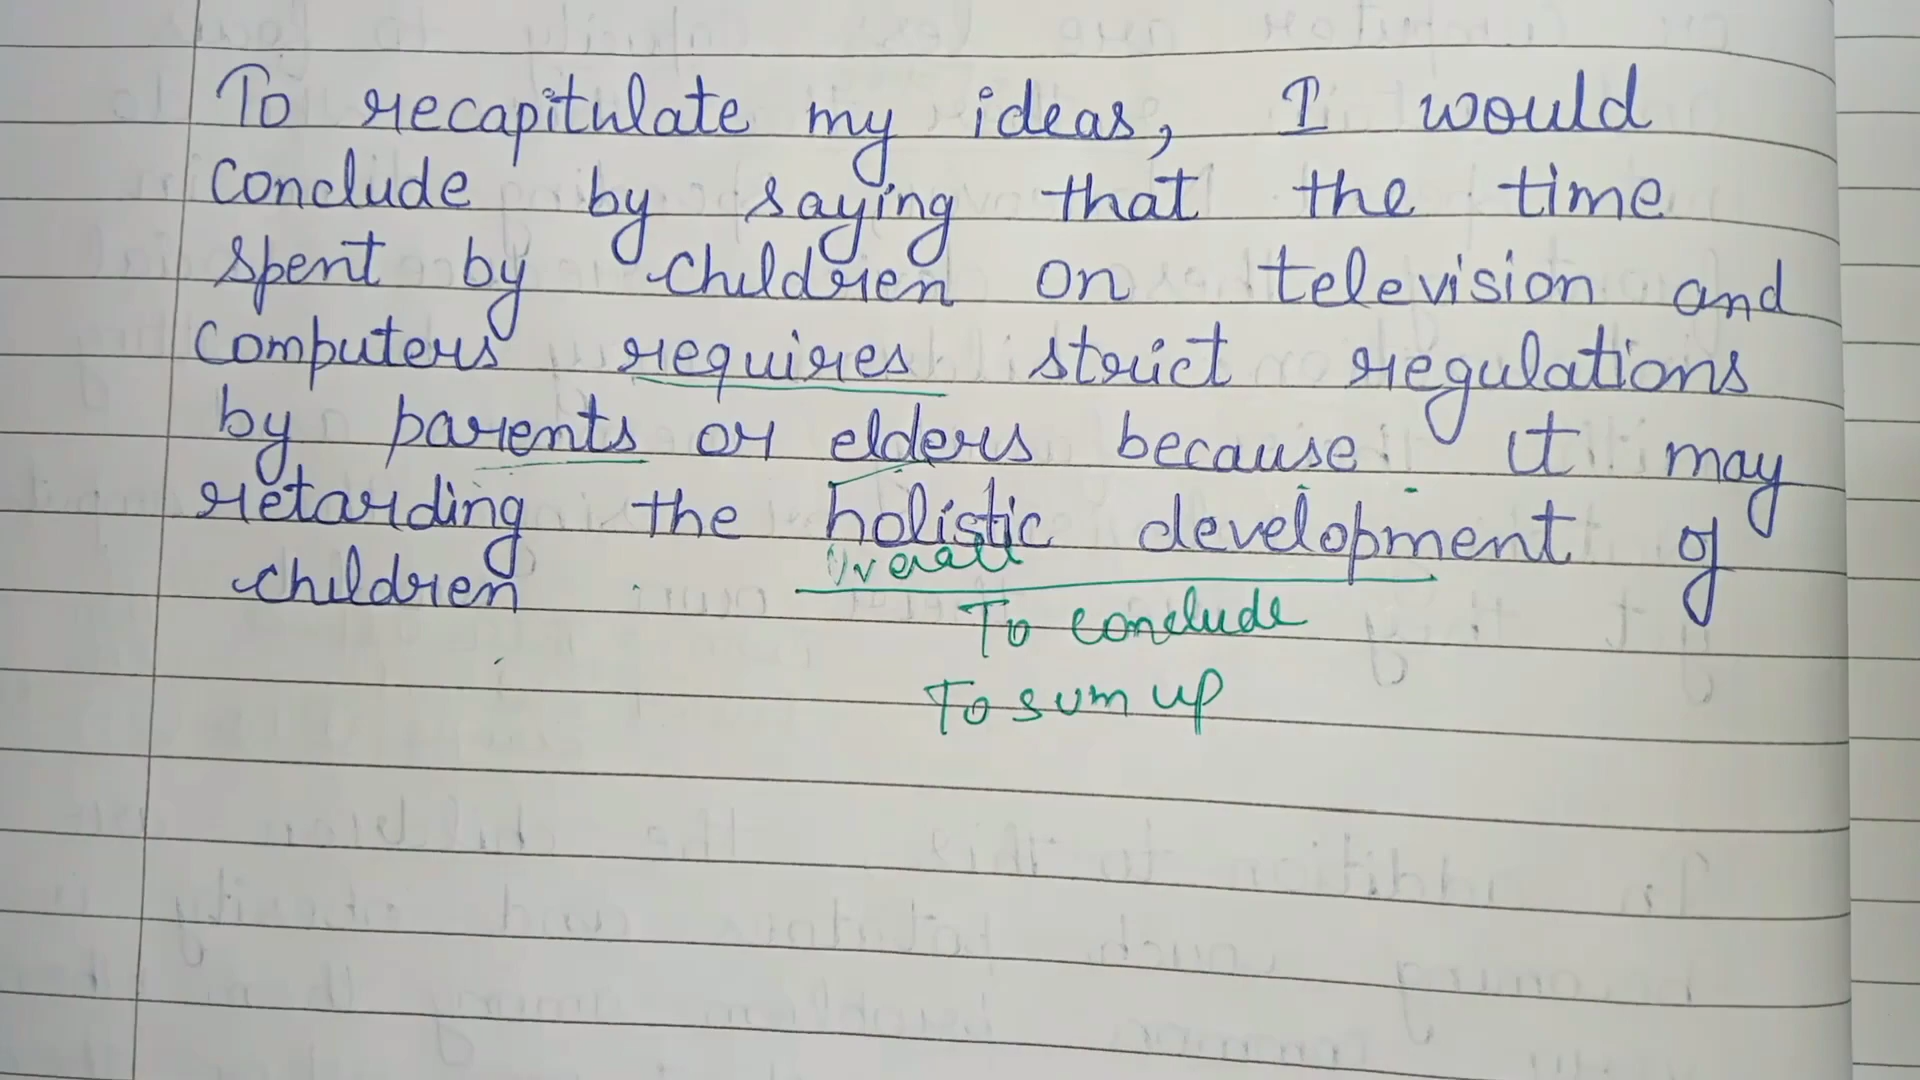 To recapitulate my ideas, I would
conclude by saying that the time
spent by children on television and
computers requires strict regulations
by parents or elders because it may
retarding the holistic development of
overall
children
To conclude
To sum up